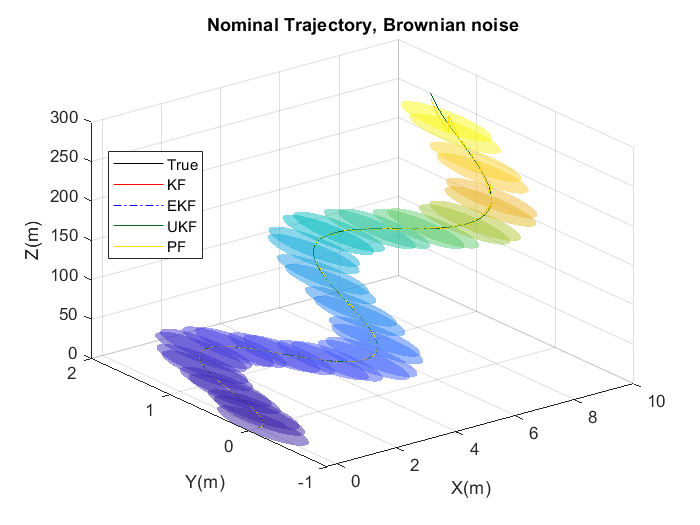 Nominal Trajectory, Brownian noise
300
250
200
150
100
50
0
Z(m)
True
KF
EKF
UKF
PF
2
1
0
-1
Y(m)
0
2
4
6
8
10
X(m)